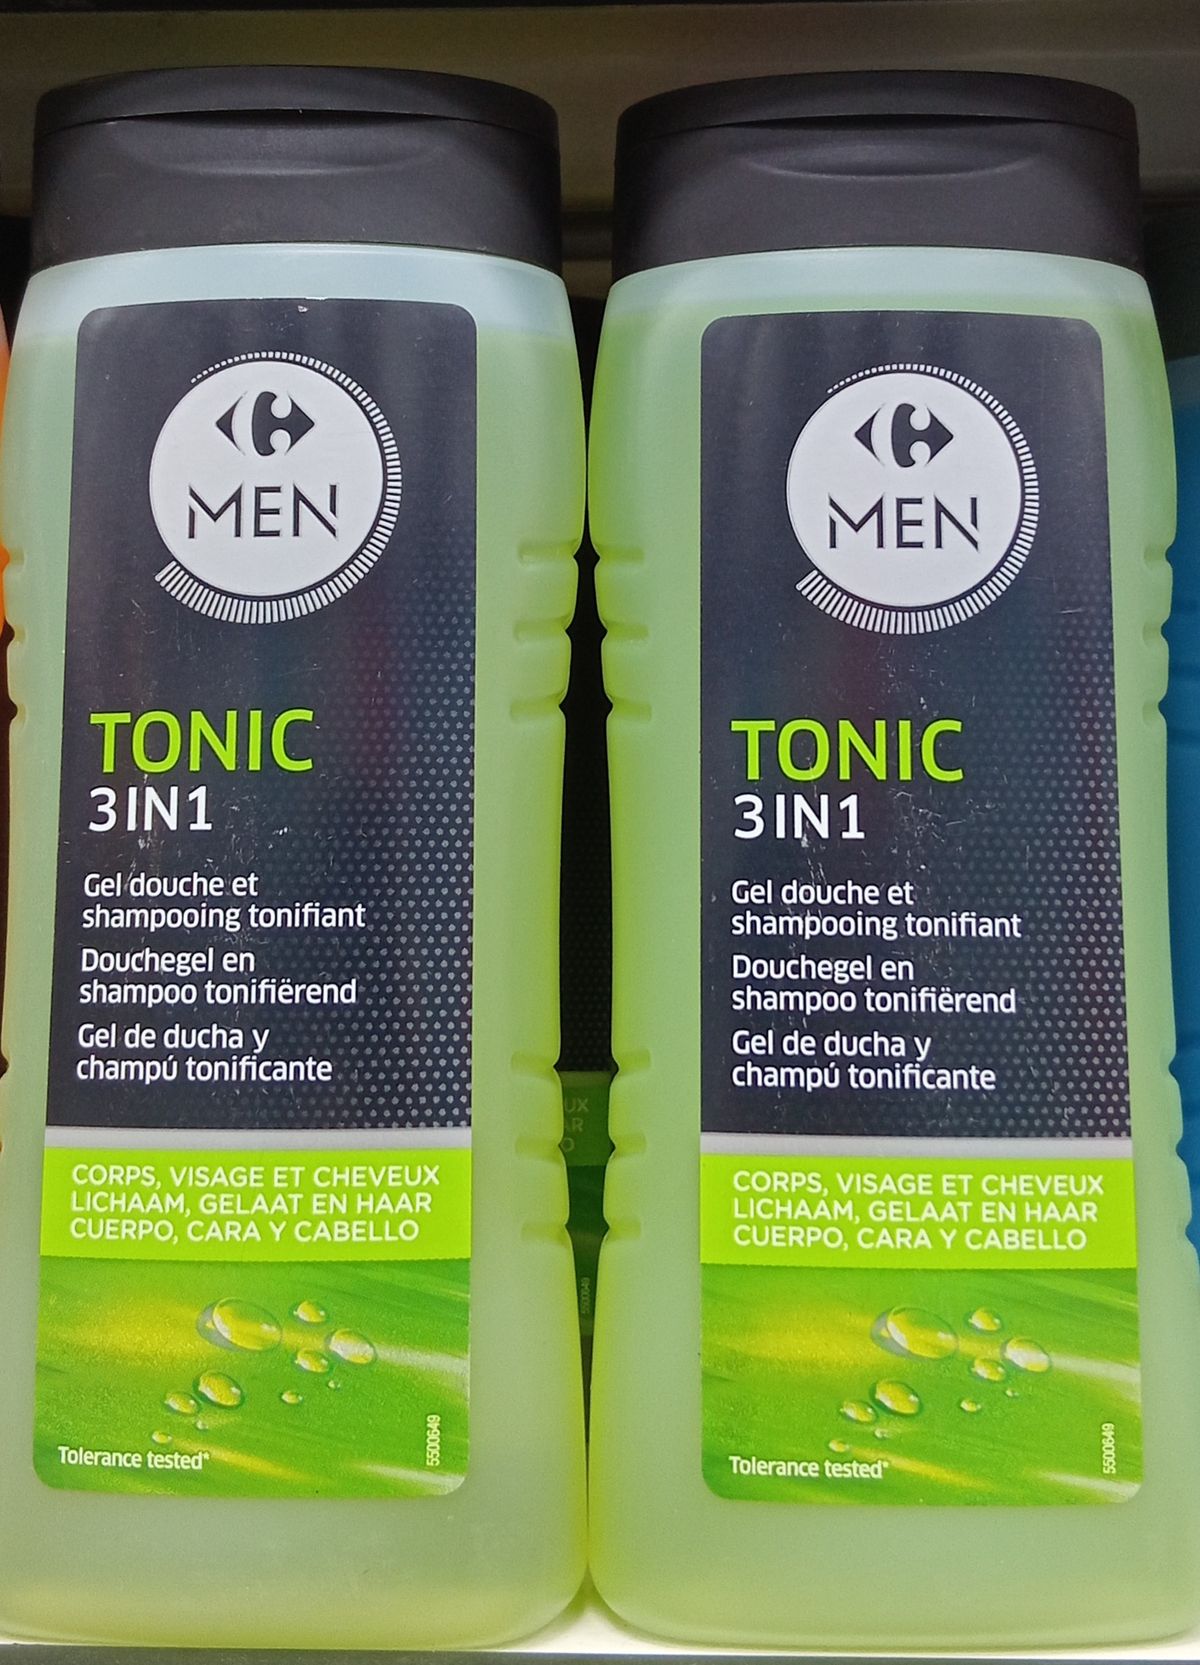 MEN
TONIC
3IN1
Gel douche et
shampooing tonifiant
Douchegel en
shampoo tonifiërend
Gel de ducha y
champú tonificante
CORPS, VISAGE ET CHEVEUX
LICHAAM, GELAAT EN HAAR
CUERPO, CARA Y CABELLO
Tolerance tested*
5500649
MEN
TONIC
3IN1
Gel douche et
shampooing tonifiant
Douchegel en
shampoo tonifiërend
Gel de ducha y
champú tonificante
CORPS, VISAGE ET CHEVEUX
LICHAAM, GELAAT EN HAAR
CUERPO, CARA Y CABELLO
Tolerance tested*
5500649